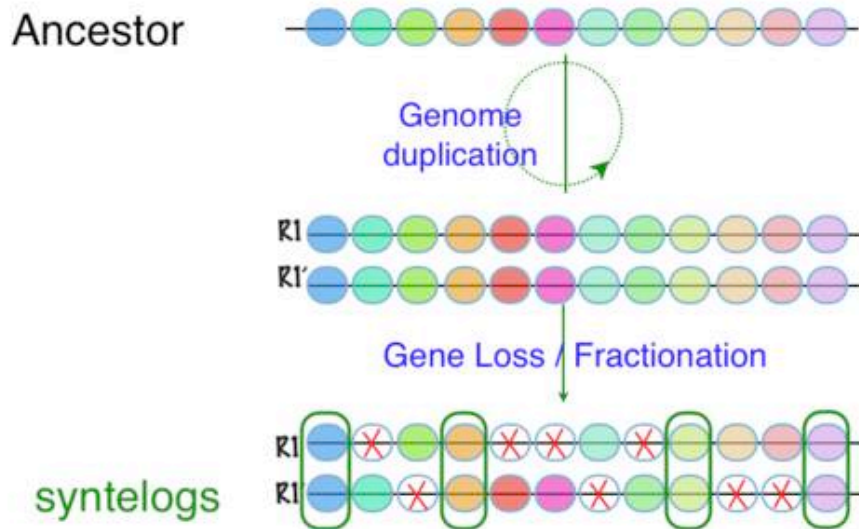 Ancestor
Genome
duplication
R1
R1'
Gene Loss / Fractionation
R1
R1
syntelogs